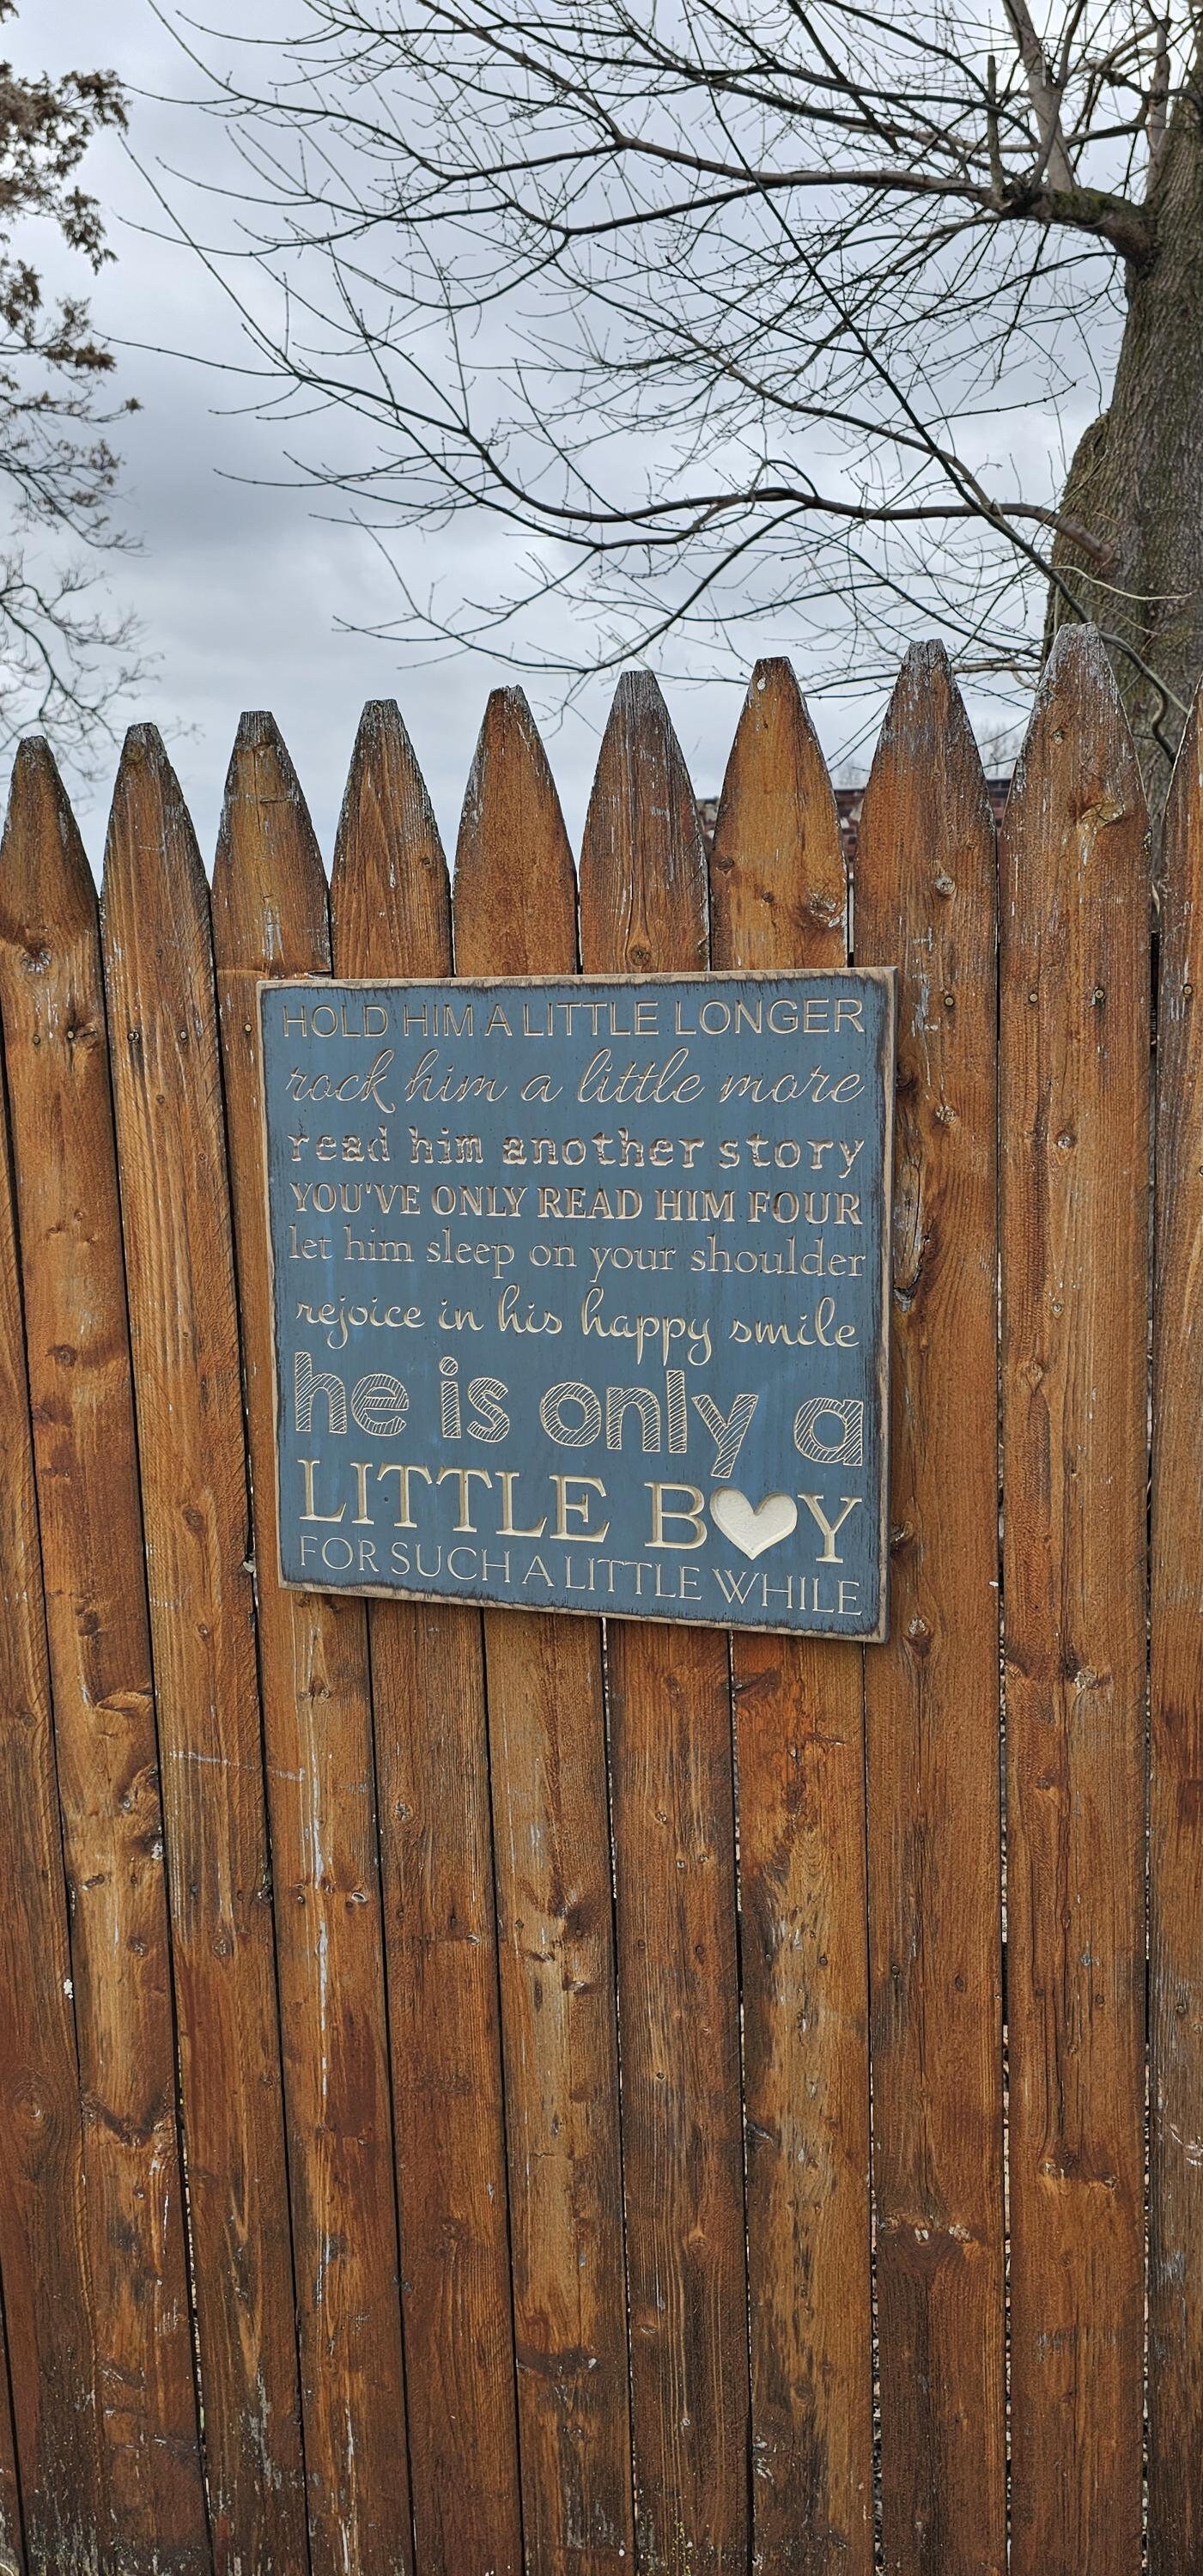 HOLD HIM A LITTLE LONGER
rock him a little more
read him another story
YOU'VE ONLY READ HIM FOUR
let him sleep on your shoulder
rejoice in his happy smile
he is only a
LITTLE B♥Y
FOR SUCH A LITTLE WHILE